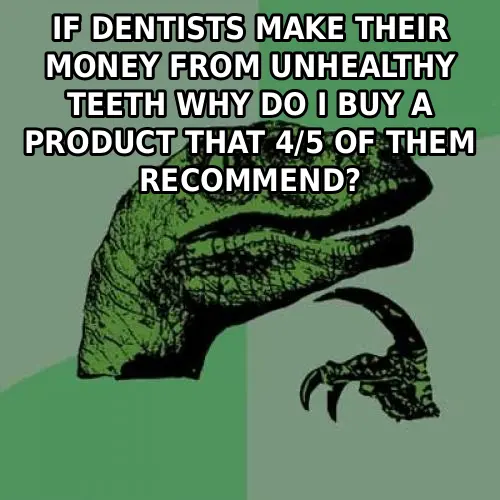 IF DENTISTS MAKE THEIR
MONEY FROM UNHEALTHY
TEETH WHY DO I BUY A
PRODUCT THAT 4/5 OF THEM
RECOMMEND?